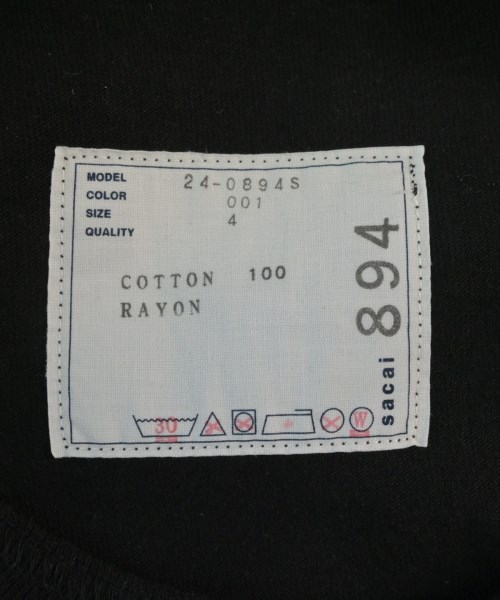 MODEL 24-0894S
COLOR 001
SIZE 4
QUALITY
COTTON 100
RAYON
sacai 894
30 W